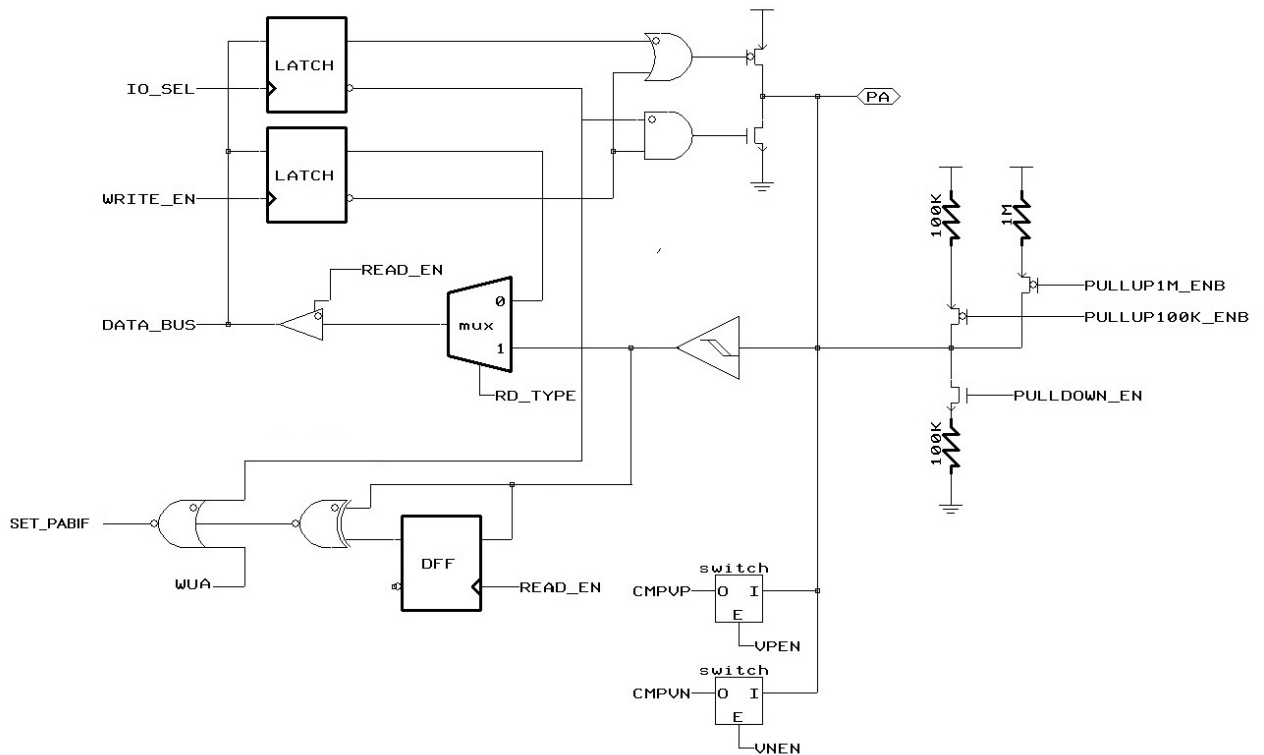 LATCH
IO_SEL
PA
LATCH
WRITE_EN
100K
1M
READ_EN
PULLUP1M_ENB
0
DATA_BUS
mux
PULLUP100K_ENB
1
RD_TYPE
PULLDOWN_EN
100K
SET_PABIF
DFF
WUA
READ_EN
switch
CMPVP
O I
E
VPEN
switch
CMPVN
O I
E
VNEN